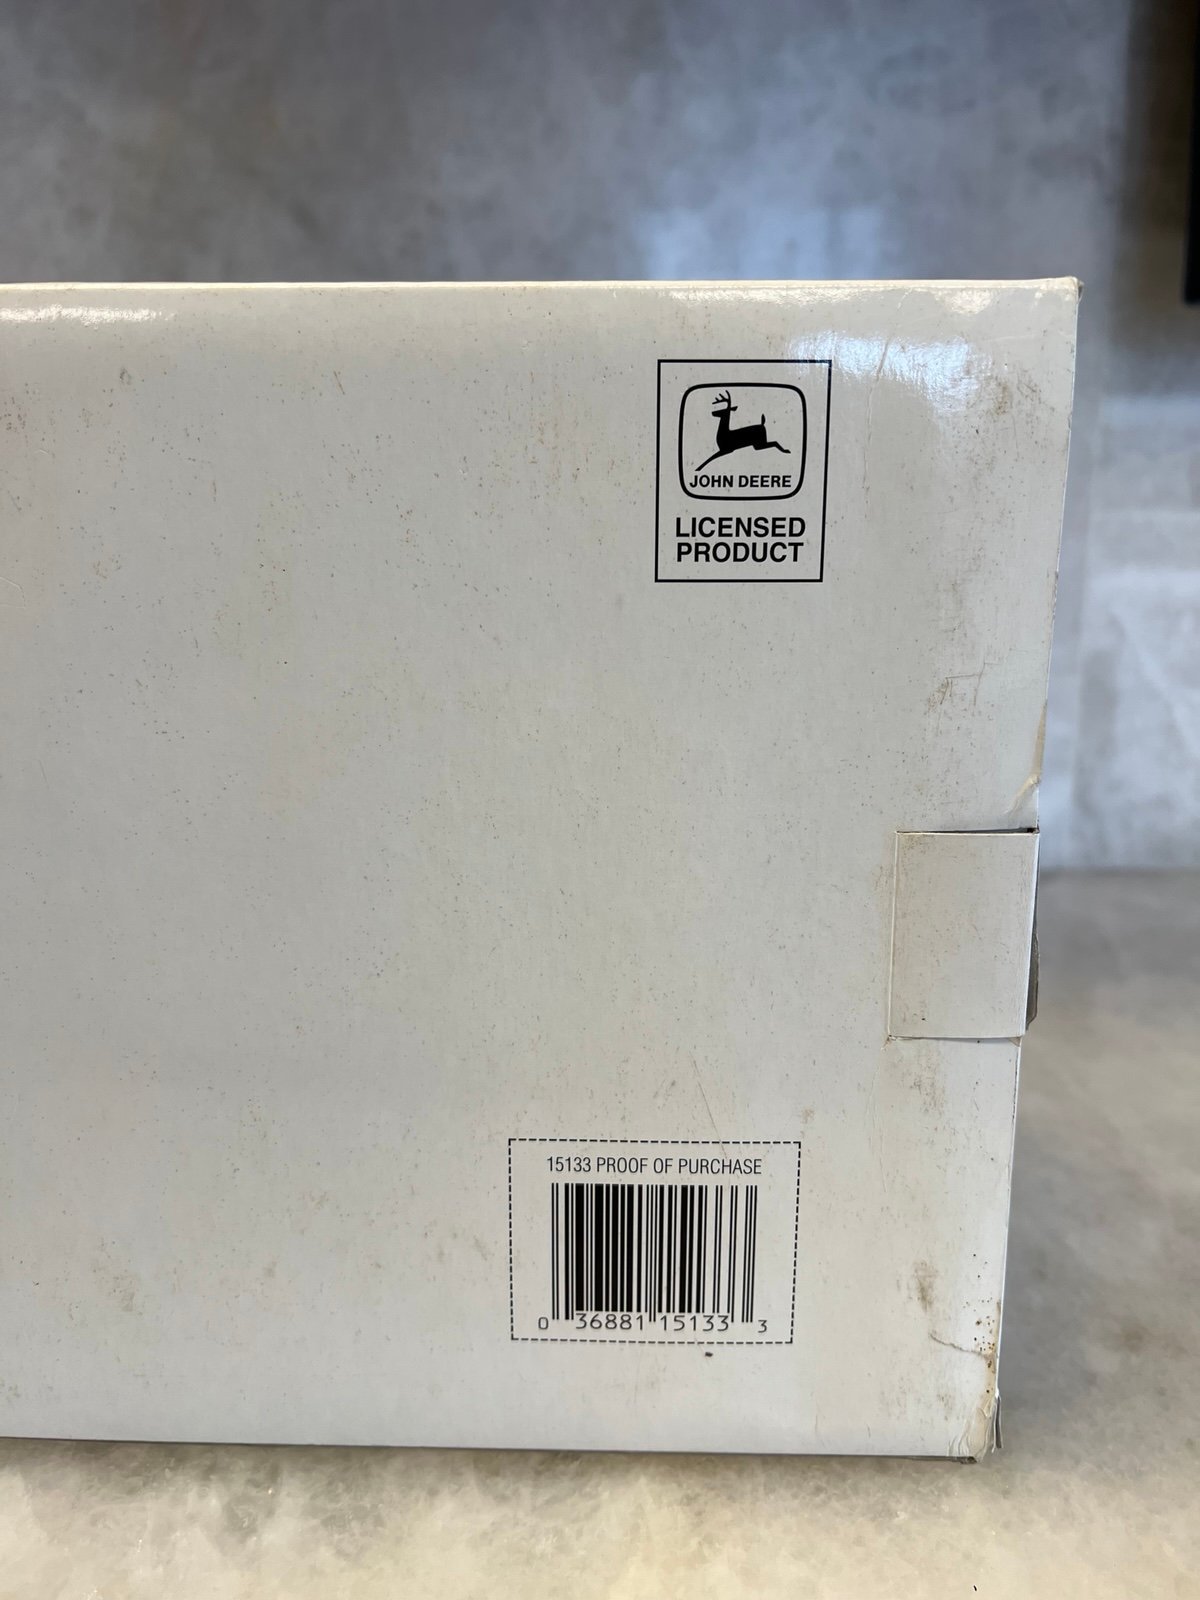 JOHN DEERE
LICENSED
PRODUCT
15133 PROOF OF PURCHASE
0 36881 15133 3